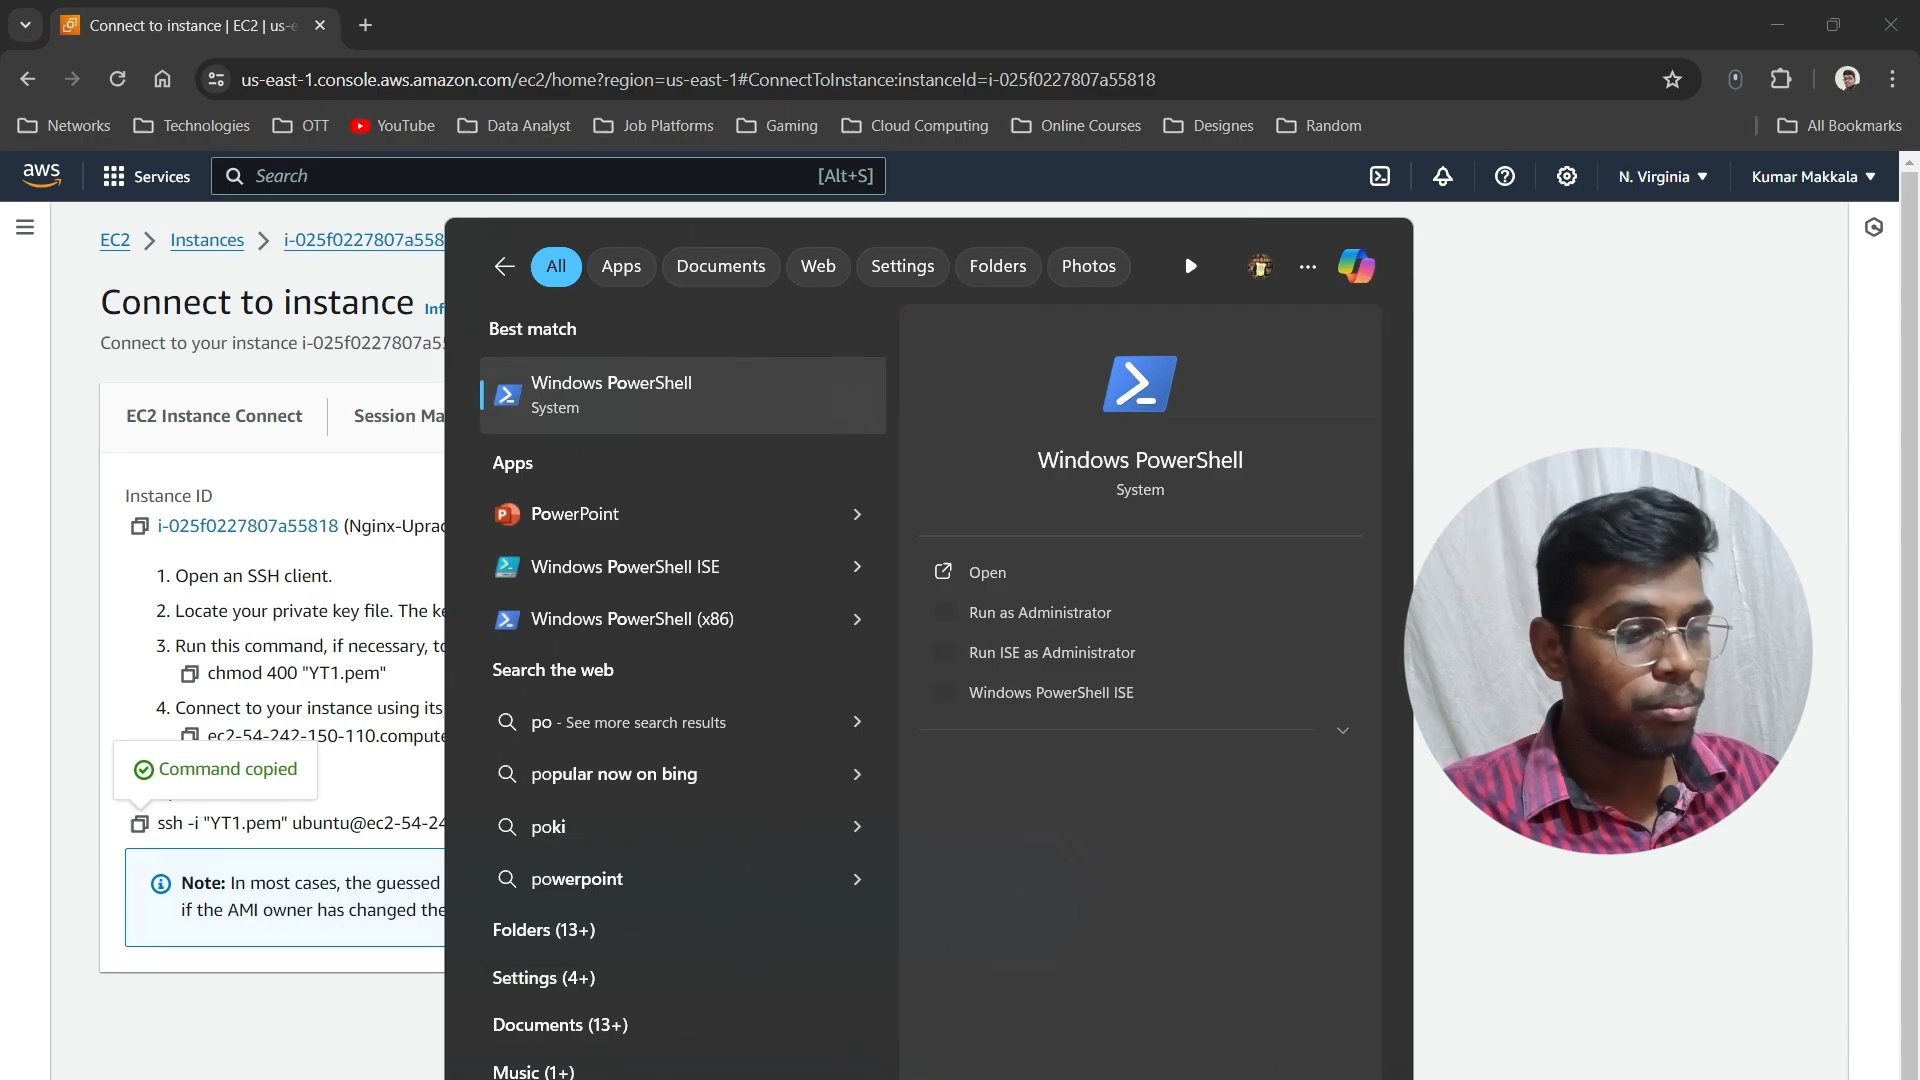 Connect to instance | EC2 | us-e
us-east-1.console.aws.amazon.com/ec2/home?region=us-east-1#ConnectToInstance:instanceId=i-025f0227807a55818
Networks
Technologies
OTT
YouTube
Data Analyst
Job Platforms
Gaming
Cloud Computing
Online Courses
Designes
Random
All Bookmarks
aws
Services
Search
[Alt+S]
N. Virginia
Kumar Makkala
EC2
Instances
i-025f0227807a558
Connect to instance
Inf
Connect to your instance i-025f0227807a5
EC2 Instance Connect
Session Ma
Instance ID
i-025f0227807a55818 (Nginx-Uprac
1. Open an SSH client.
2. Locate your private key file. The ke
3. Run this command, if necessary, to
chmod 400 "YT1.pem"
4. Connect to your instance using its
ec2-54-242-150-110.compute
Command copied
ssh -i "YT1.pem" ubuntu@ec2-54-24
Note: In most cases, the guessed
if the AMI owner has changed the
All
Apps
Documents
Web
Settings
Folders
Photos
Best match
Windows PowerShell
System
Apps
PowerPoint
Windows PowerShell ISE
Windows PowerShell (x86)
Search the web
po - See more search results
popular now on bing
poki
powerpoint
Folders (13+)
Settings (4+)
Documents (13+)
Music (1+)
Windows PowerShell
System
Open
Run as Administrator
Run ISE as Administrator
Windows PowerShell ISE